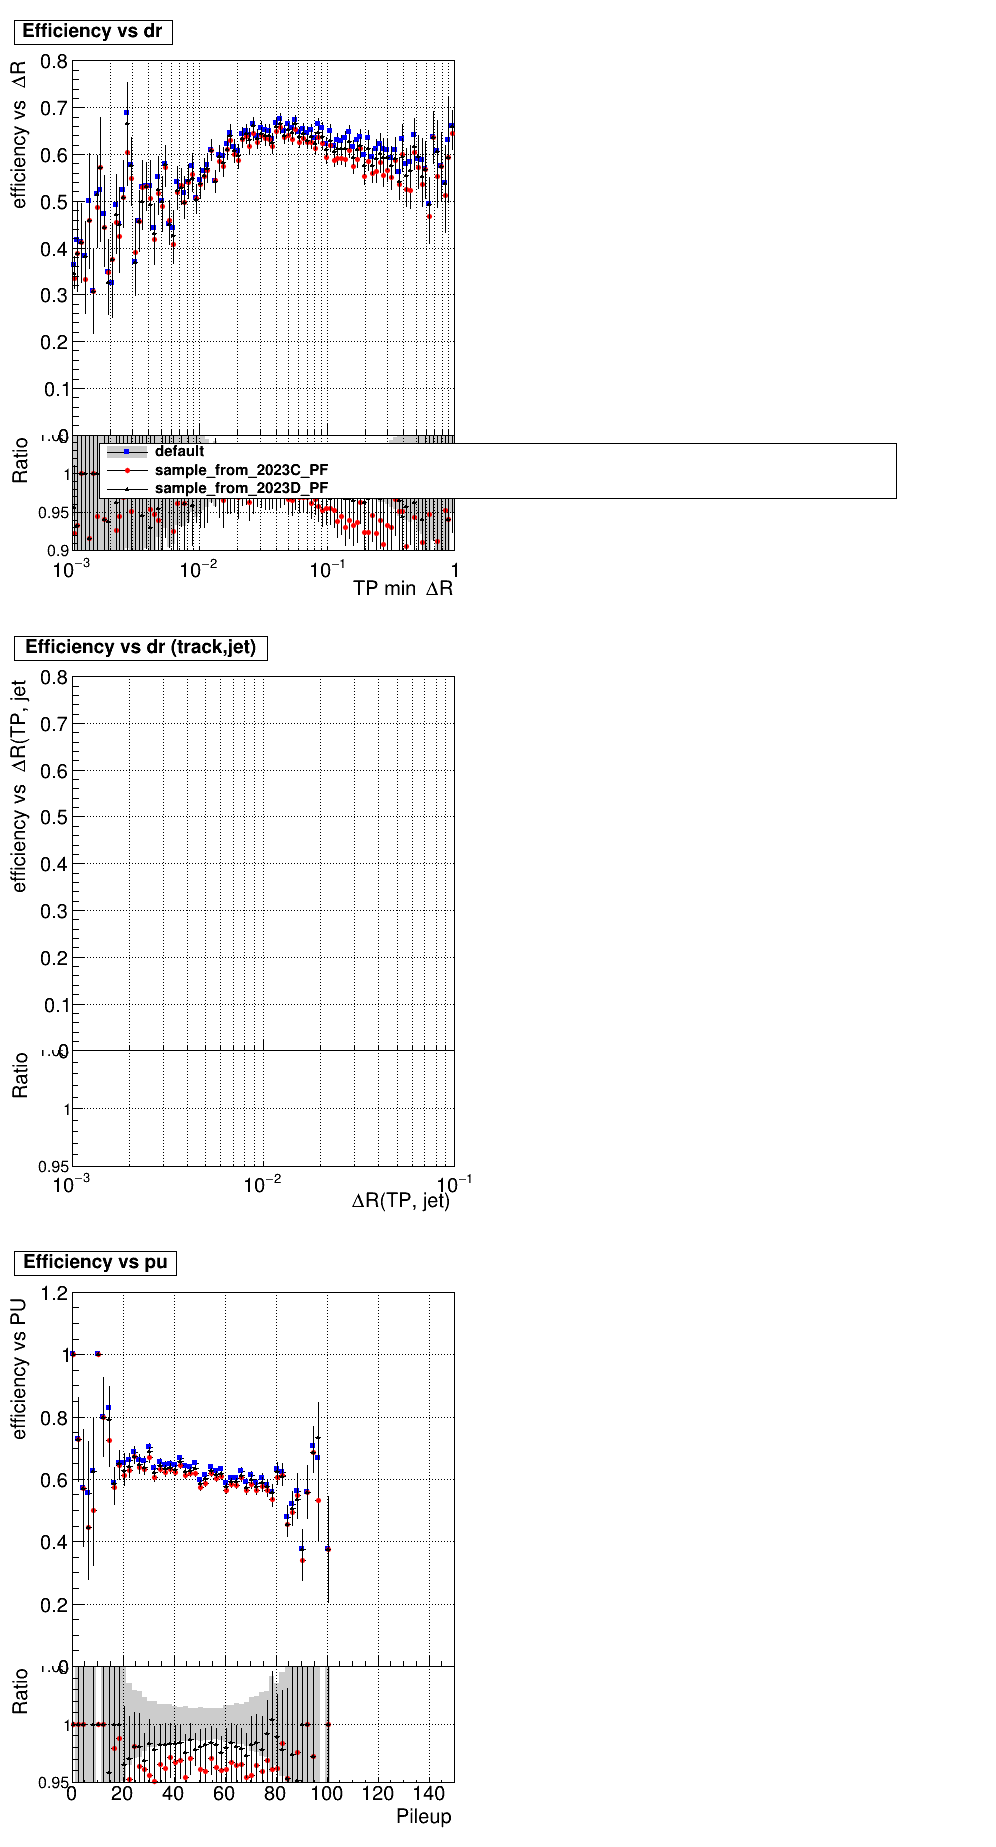 Efficiency vs dr
efficiency vs ΔR
0.8
0.7
0.6
0.5
0.4
0.3
0.2
0.1
0
Ratio
1
0.95
0.9
default
sample_from_2023C_PF
sample_from_2023D_PF
10⁻³ 10⁻² 10⁻¹ 1
TP min ΔR
Efficiency vs dr (track,jet)
efficiency vs ΔR(TP, jet
0.8
0.7
0.6
0.5
0.4
0.3
0.2
0.1
0
Ratio
1
0.95
10⁻³ 10⁻² 10⁻¹
ΔR(TP, jet)
Efficiency vs pu
efficiency vs PU
1.2
1
0.8
0.6
0.4
0.2
0
Ratio
1
0.95
0 20 40 60 80 100 120 140
Pileup